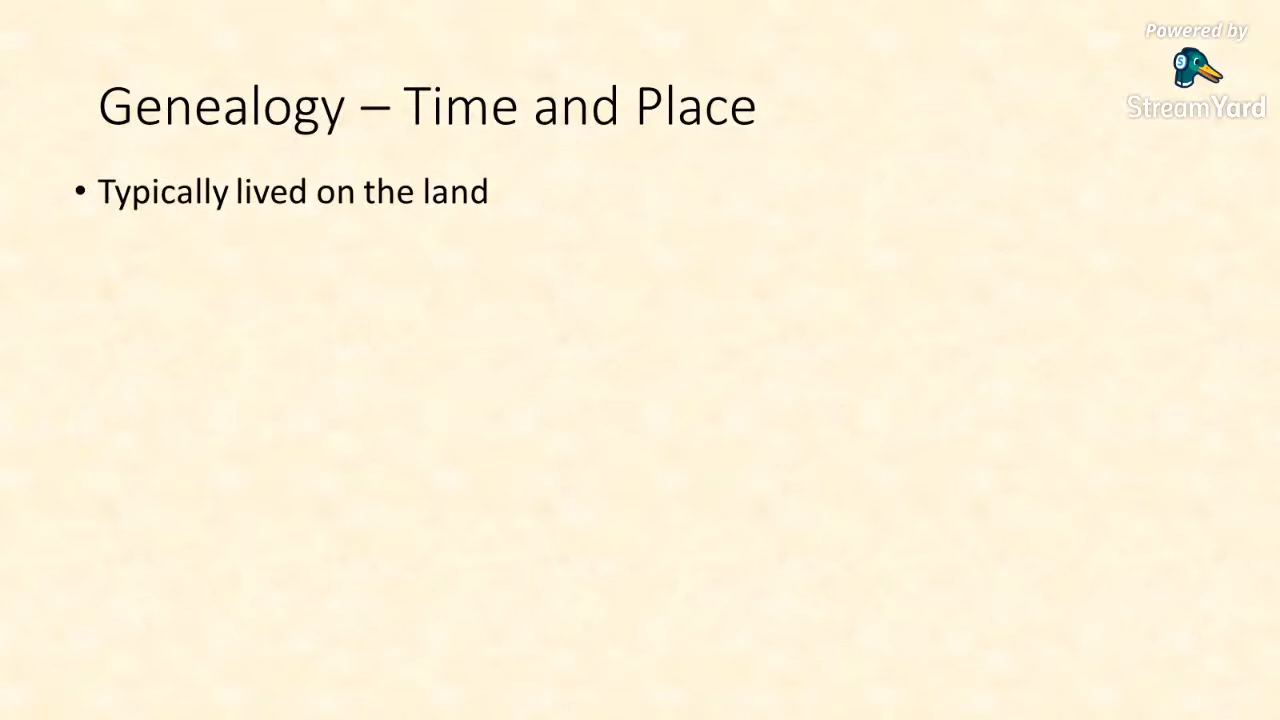 Powered by
StreamYard
Genealogy – Time and Place
• Typically lived on the land